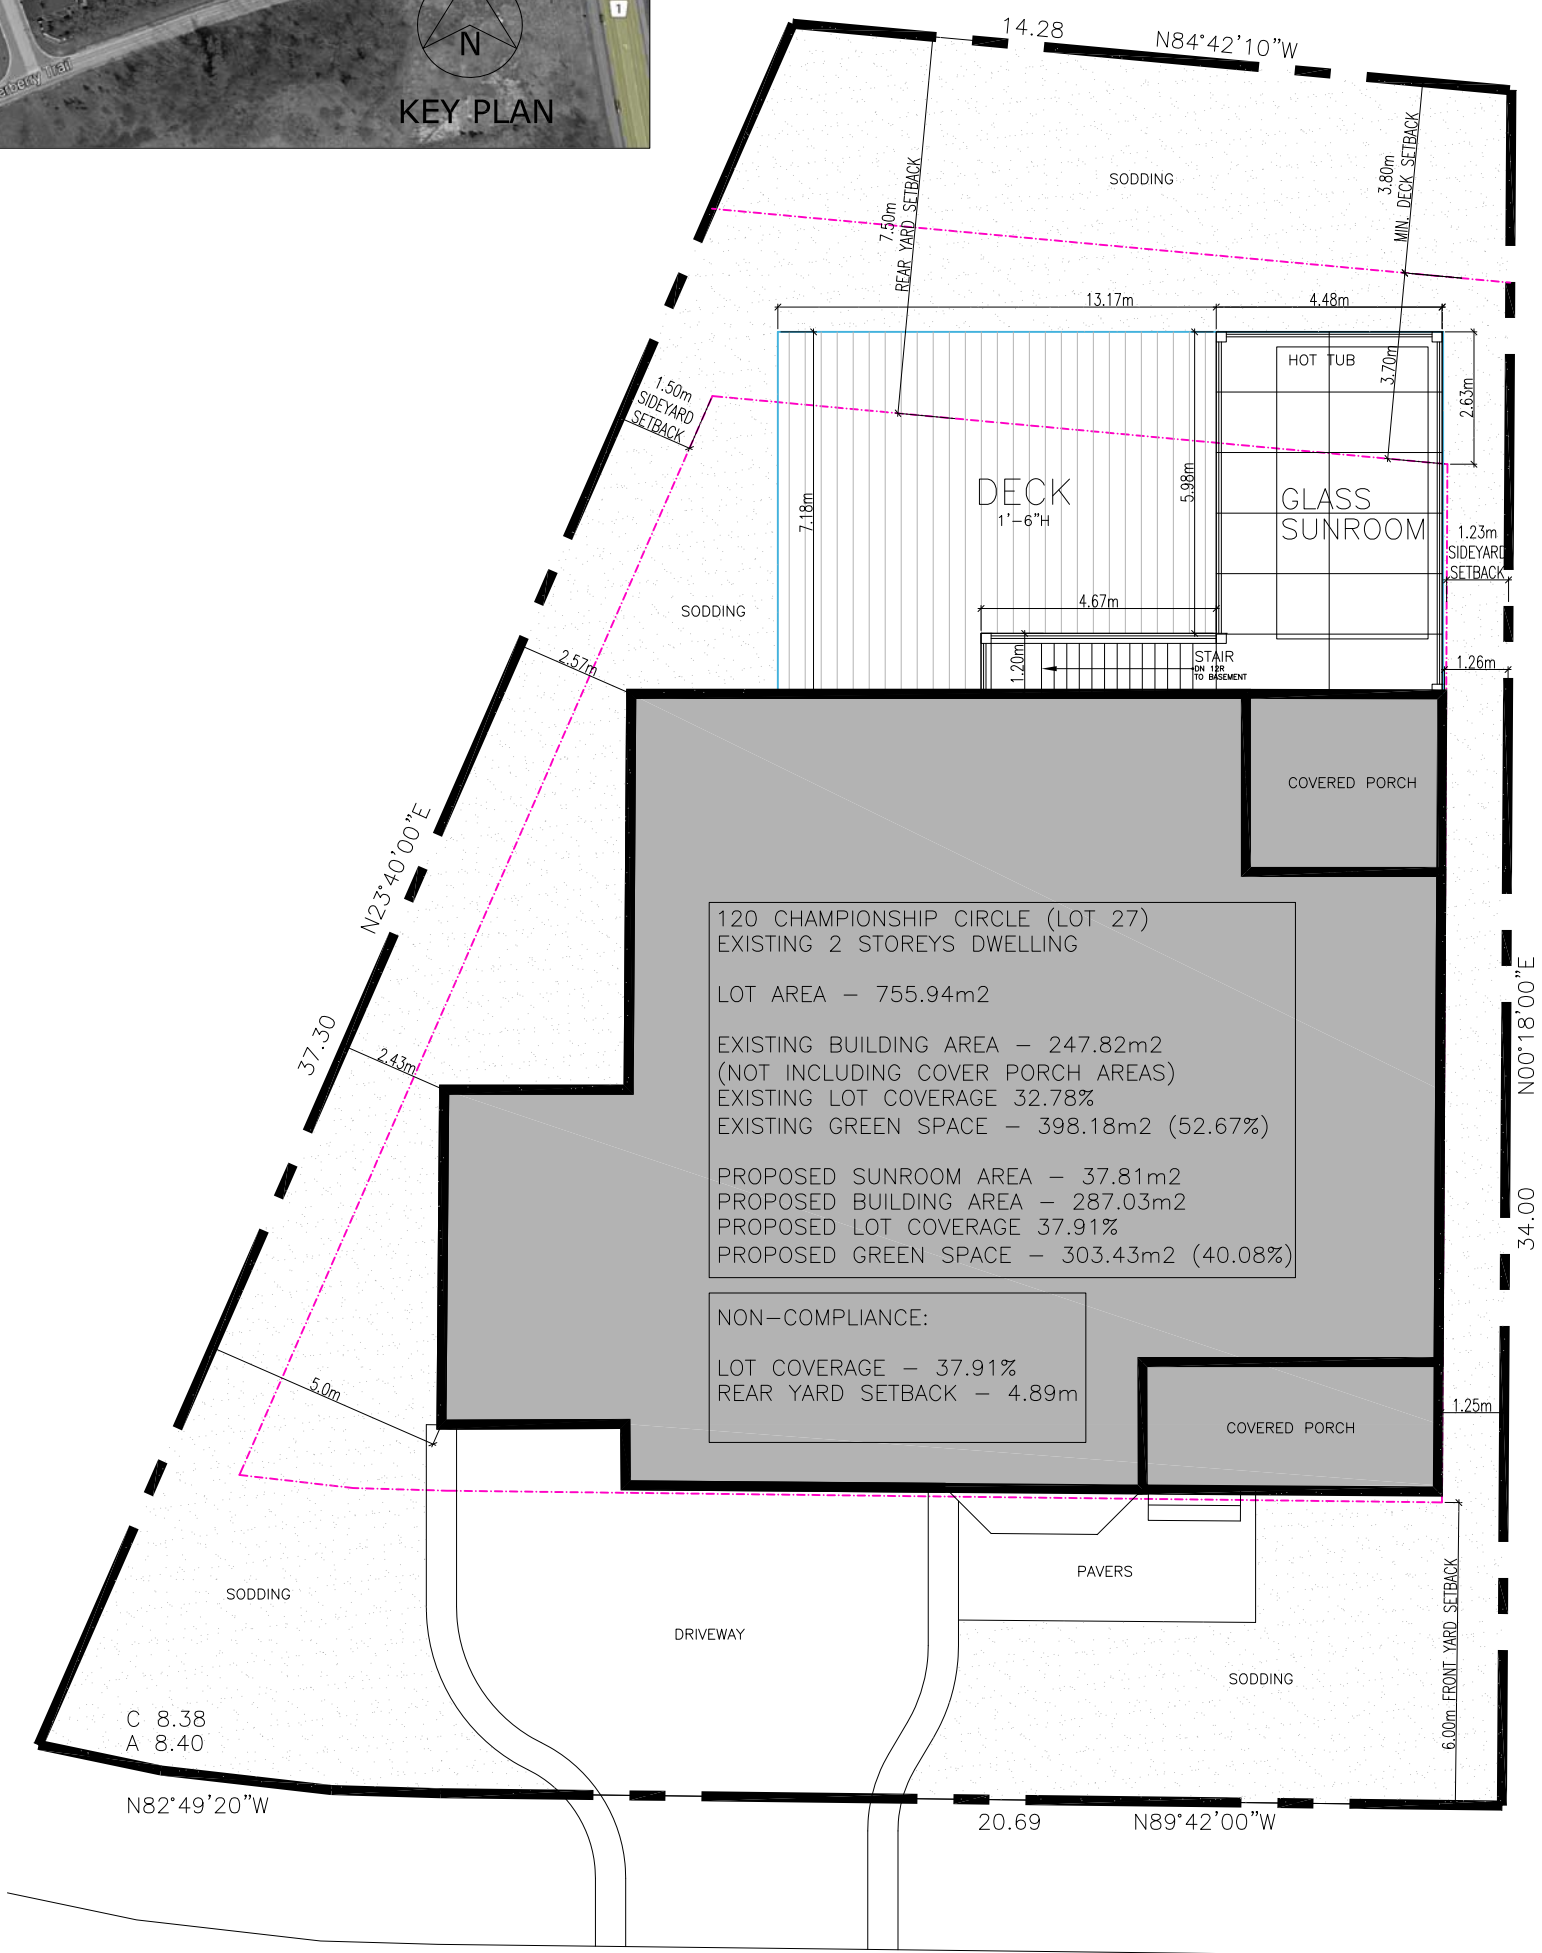 1
N
KEY PLAN
14.28
N84°42'10"W
SODDING
7.50m
REAR YARD SETBACK
3.80m
MIN. DECK SETBACK
13.17m
4.48m
HOT TUB
3.70m
2.63m
1.50m
SIDEYARD
SETBACK
DECK
1'-6"H
7.18m
5.98m
GLASS
SUNROOM
1.23m
SIDEYARD
SETBACK
SODDING
4.67m
1.20m
STAIR
DN 12R
TO BASEMENT
2.57m
1.26m
COVERED PORCH
N23°40'00"E
37.30
2.43m
120 CHAMPIONSHIP CIRCLE (LOT 27)
EXISTING 2 STOREYS DWELLING
LOT AREA - 755.94m2
EXISTING BUILDING AREA - 247.82m2
(NOT INCLUDING COVER PORCH AREAS)
EXISTING LOT COVERAGE 32.78%
EXISTING GREEN SPACE - 398.18m2 (52.67%)
PROPOSED SUNROOM AREA - 37.81m2
PROPOSED BUILDING AREA - 287.03m2
PROPOSED LOT COVERAGE 37.91%
PROPOSED GREEN SPACE - 303.43m2 (40.08%)
N00°18'00"E
34.00
NON-COMPLIANCE:
LOT COVERAGE - 37.91%
REAR YARD SETBACK - 4.89m
5.0m
COVERED PORCH
1.25m
PAVERS
SODDING
DRIVEWAY
SODDING
6.00m FRONT YARD SETBACK
C 8.38
A 8.40
N82°49'20"W
20.69
N89°42'00"W